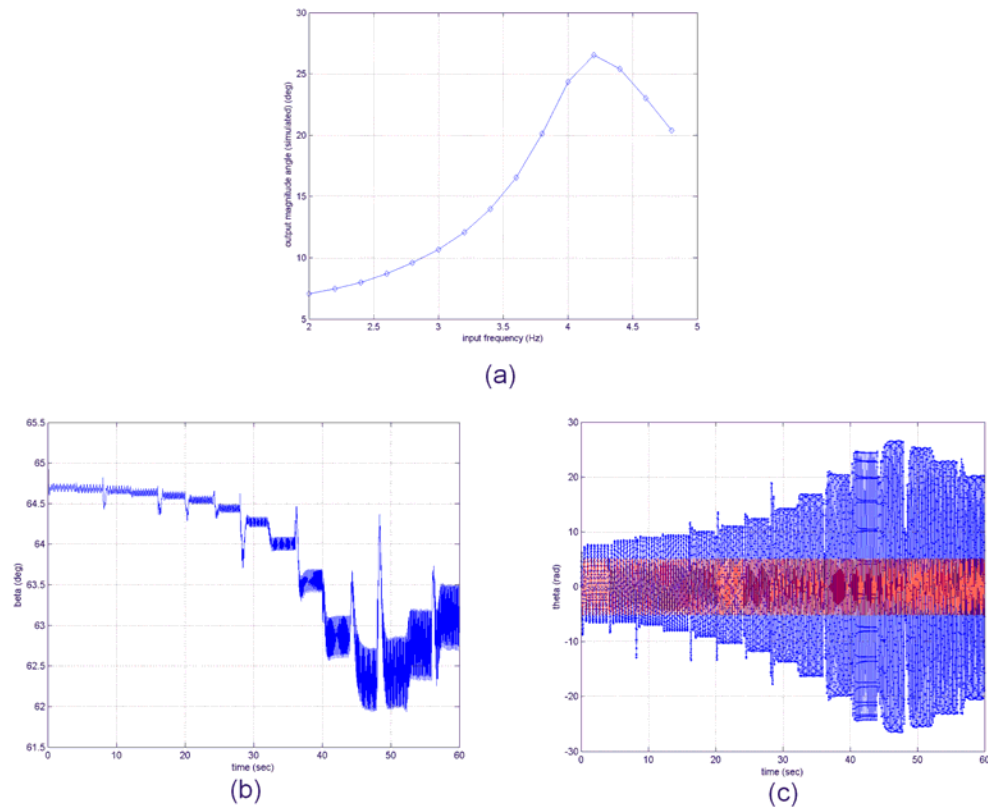 30
25
20
15
10
5
output magnitude angle (simulated) (deg)
2 2.5 3 3.5 4 4.5 5
input frequency (Hz)
(a)
65.5
65
64.5
64
63.5
63
62.5
62
61.5
beta (deg)
0 10 20 30 40 50 60
time (sec)
(b)
30
20
10
0
-10
-20
-30
theta (rad)
0 10 20 30 40 50 60
time (sec)
(c)